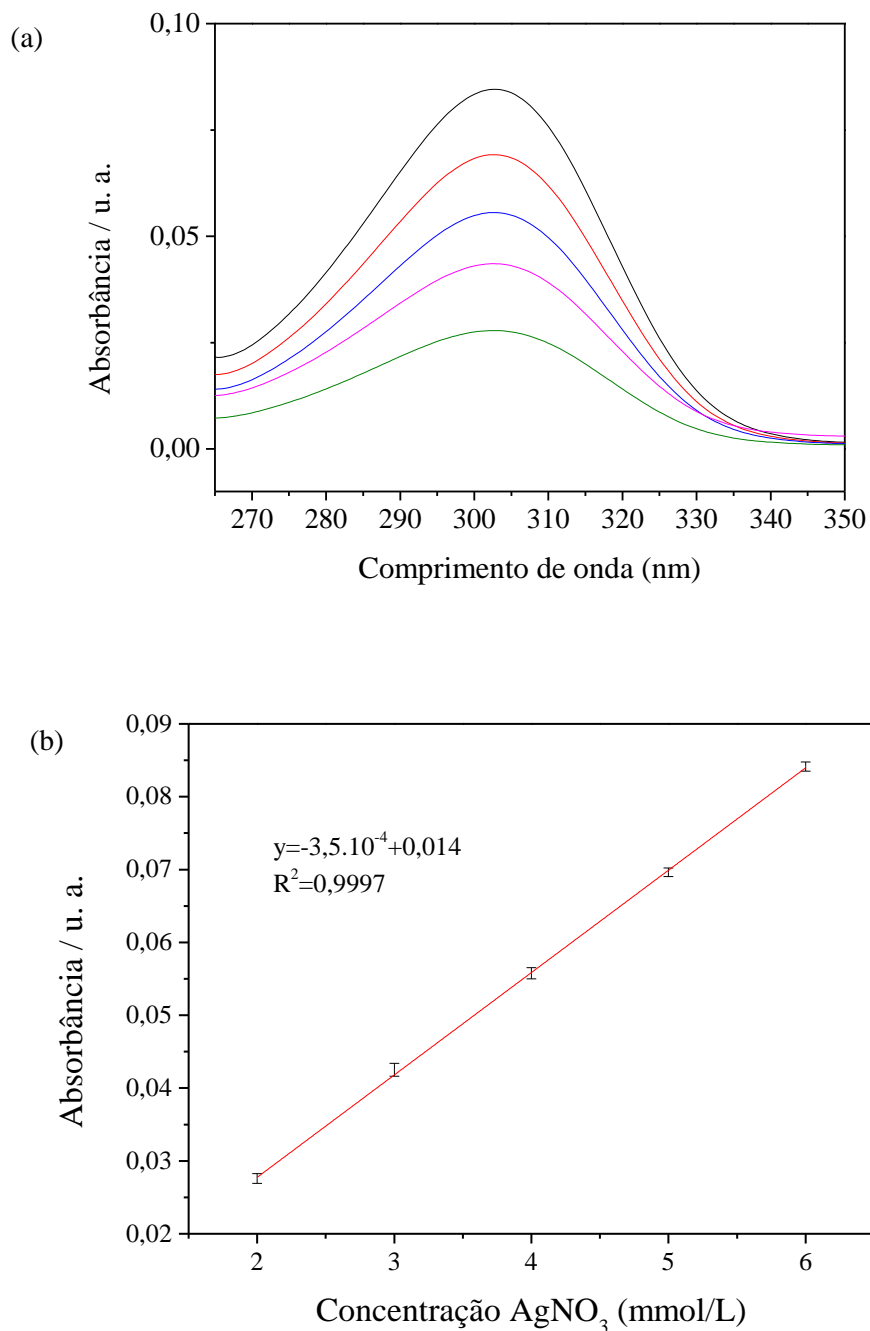 (a)
0,10
0,05
0,00
Absorbância / u. a.
270 280 290 300 310 320 330 340 350
Comprimento de onda (nm)
(b)
0,09
0,08
0,07
0,06
0,05
0,04
0,03
0,02
Absorbância / u. a.
y=-3,5.10⁻⁴+0,014
R²=0,9997
2 3 4 5 6
Concentração AgNO₃ (mmol/L)